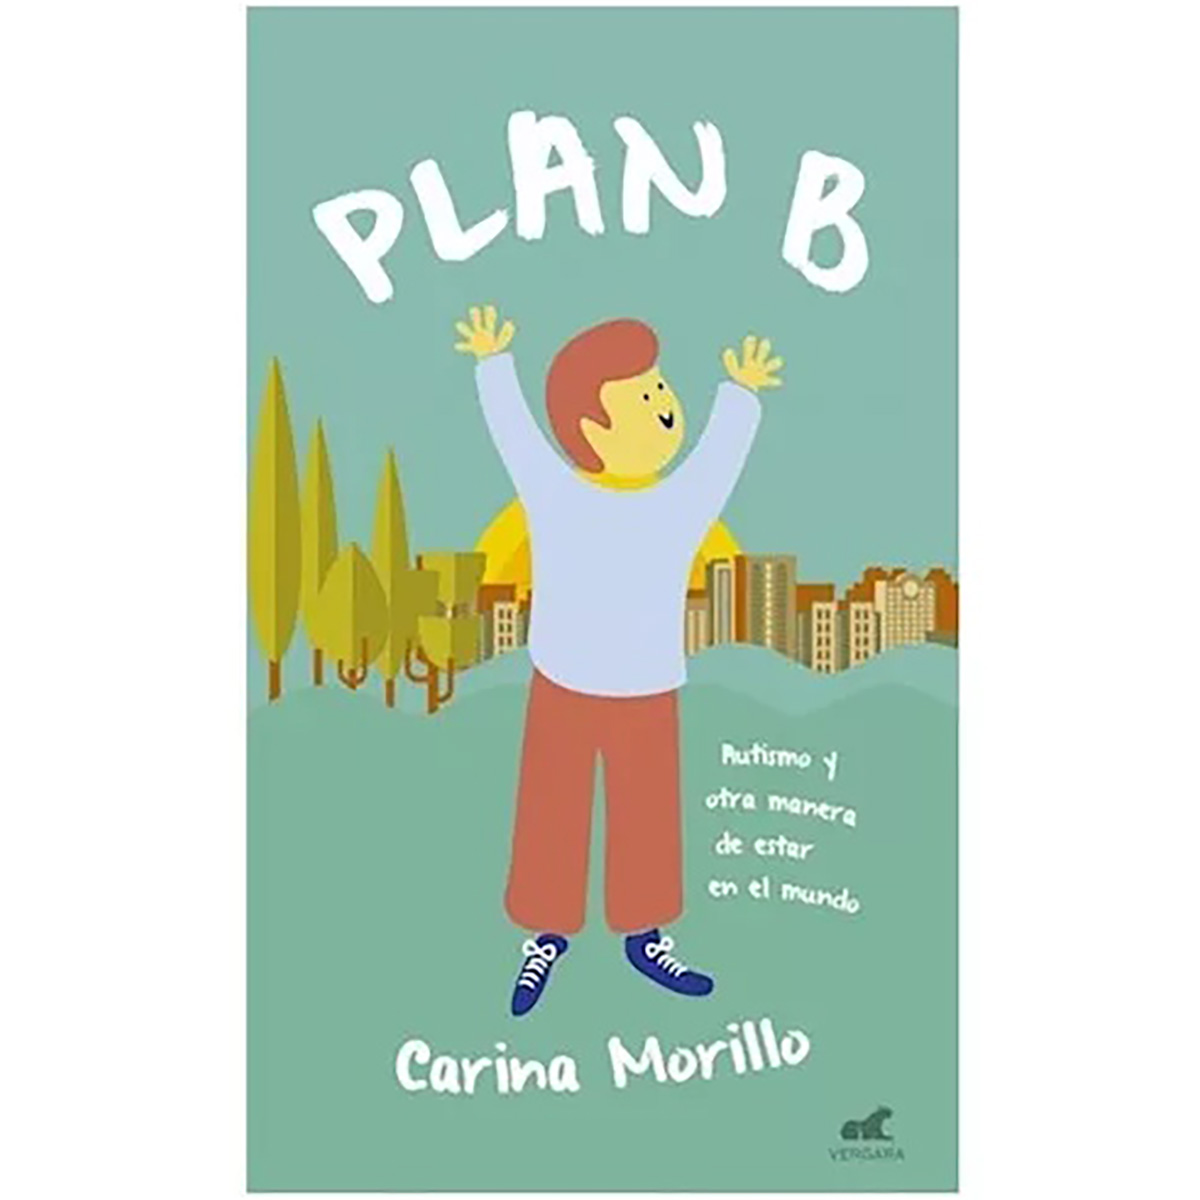 PLAN B
Autismo y
otra manera
de estar
en el mundo
Carina Morillo
VERGARA